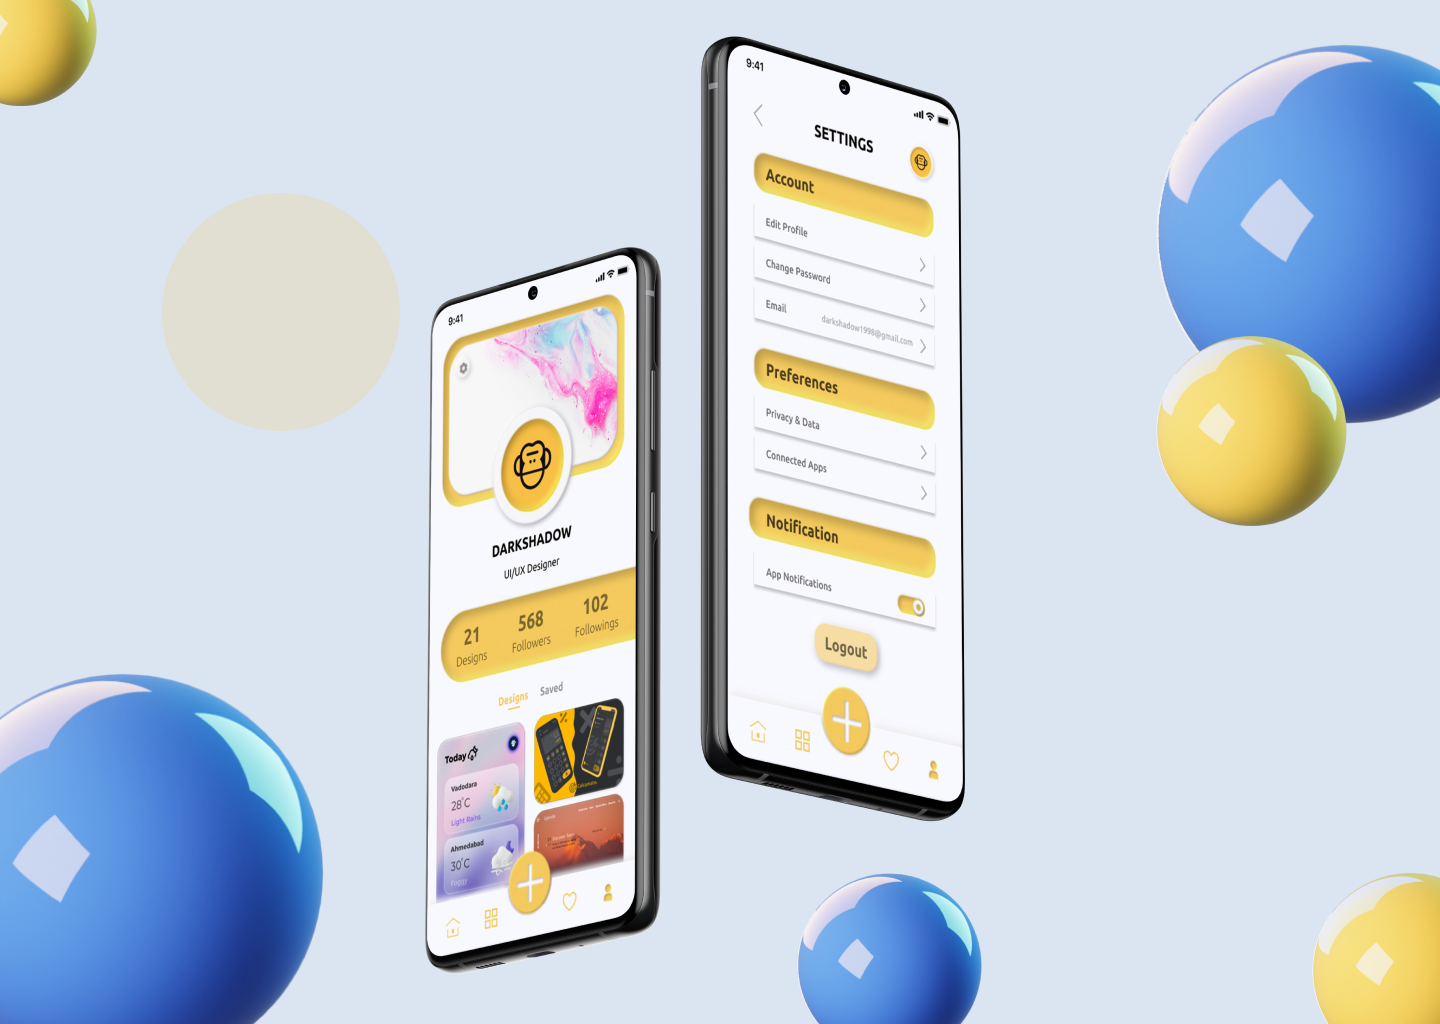 9:41
DARKSHADOW
UI/UX Designer
21
Designs
568
Followers
102
Followings
Designs
Saved
Today
Vadodara
28°C
Light Rains
Ahmedabad
30°C
Foggy
9:41
SETTINGS
Account
Edit Profile
Change Password
Email
darkshadow1998@gmail.com
Preferences
Privacy & Data
Connected Apps
Notification
App Notifications
Logout